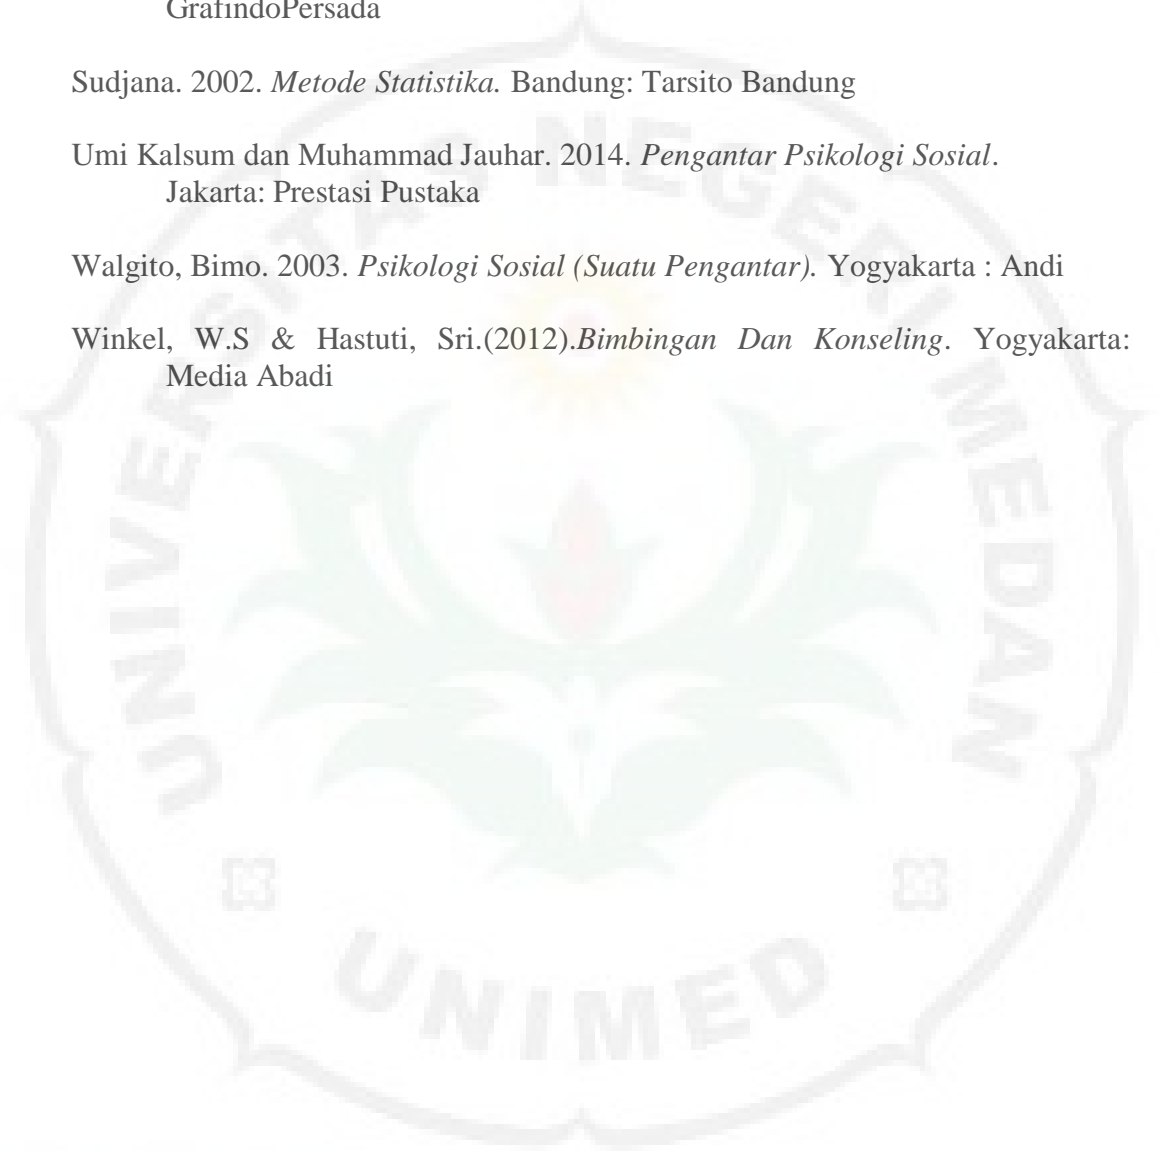 GrafindoPersada
Sudjana. 2002. Metode Statistika. Bandung: Tarsito Bandung
Umi Kalsum dan Muhammad Jauhar. 2014. Pengantar Psikologi Sosial.
Jakarta: Prestasi Pustaka
Walgito, Bimo. 2003. Psikologi Sosial (Suatu Pengantar). Yogyakarta : Andi
Winkel, W.S & Hastuti, Sri.(2012).Bimbingan Dan Konseling. Yogyakarta:
Media Abadi
UNIVERSITAS NEGERI MEDAN
UNIMED